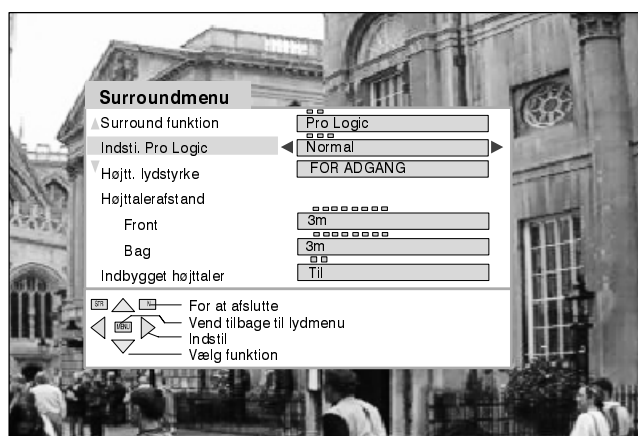 Surroundmenu
Surround funktion Pro Logic
Indsti. Pro Logic Normal
Højtt. lydstyrke FOR ADGANG
Højttalerafstand
Front 3m
Bag 3m
Indbygget højttaler Til
STR N For at afslutte
MENU Vend tilbage til lydmenu
Indstil
Vælg funktion